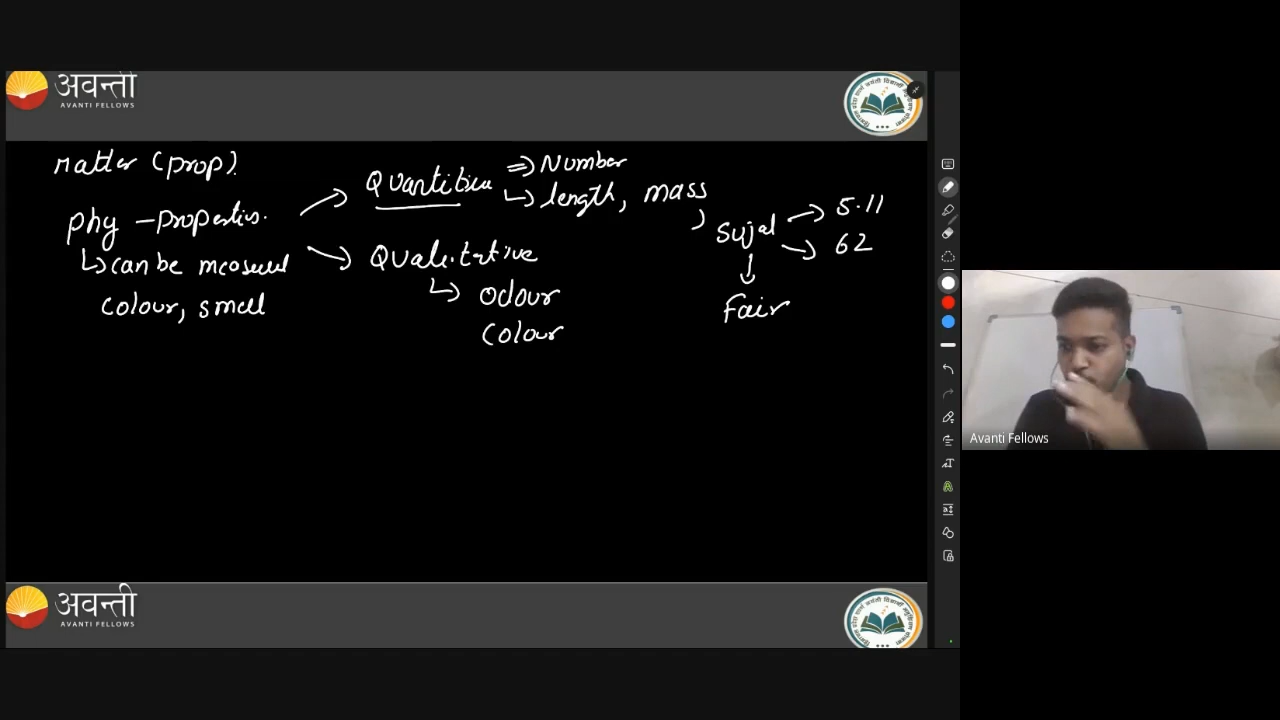 अवन्ती
AVANTI FELLOWS
Matter (prop).
phy - properties.
can be measured
colour, smell
Quantitive
Number
length, mass
Qualitative
odour
colour
Sujal
5.11
62
Fair
Avanti Fellows
अवन्ती
AVANTI FELLOWS